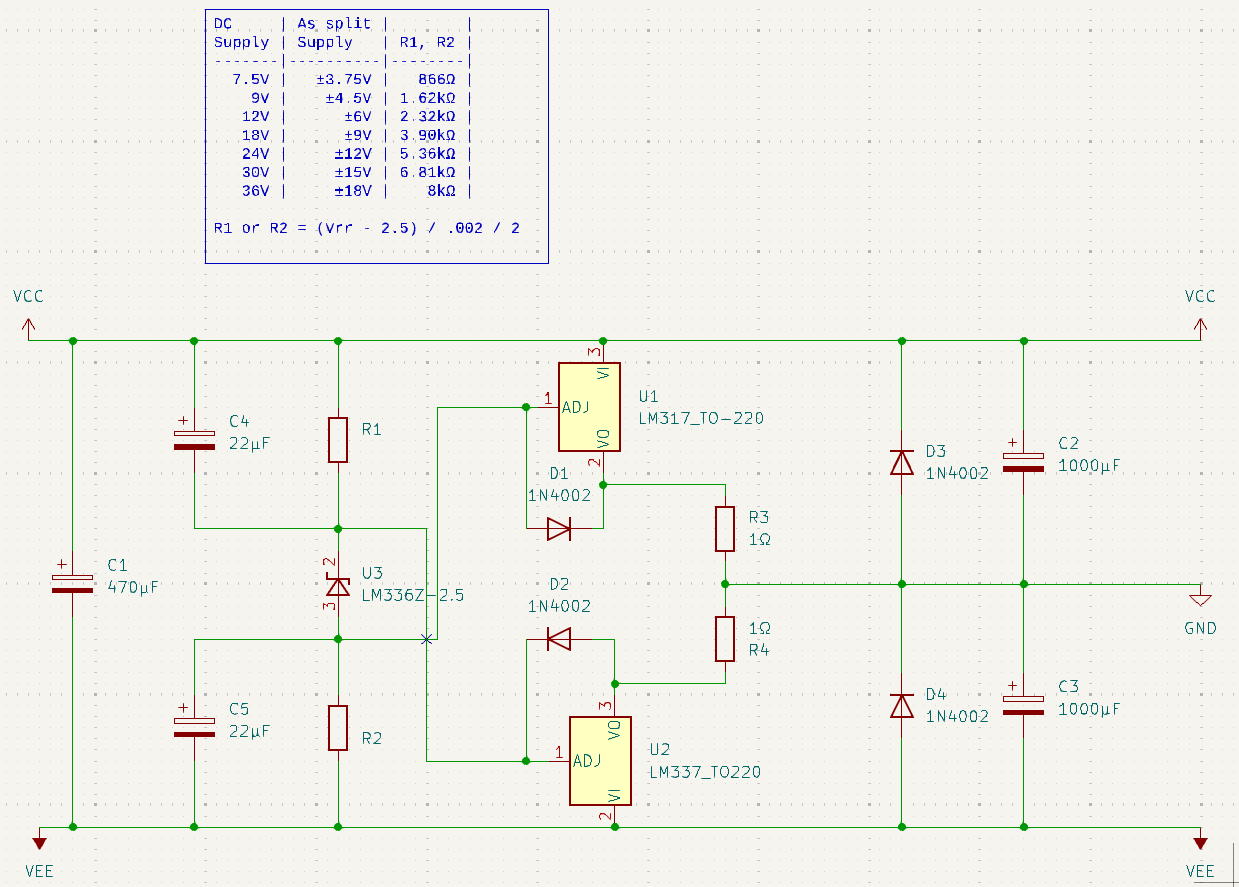 DC | As split | |
Supply | Supply | R1, R2 |
-------|----------|--------|
7.5V | ±3.75V | 866Ω |
9V | ±4.5V | 1.62kΩ |
12V | ±6V | 2.32kΩ |
18V | ±9V | 3.90kΩ |
24V | ±12V | 5.36kΩ |
30V | ±15V | 6.81kΩ |
36V | ±18V | 8kΩ |
R1 or R2 = (Vrr - 2.5) / .002 / 2
VCC
VCC
3
VI
1
ADJ
VO
2
U1
LM317_TO-220
C4
22µF
R1
D1
1N4002
D3
1N4002
C2
1000µF
R3
1Ω
C1
470µF
2
U3
LM336Z-2.5
3
D2
1N4002
GND
1Ω
R4
C5
22µF
R2
3
VO
1
ADJ
VI
2
U2
LM337_TO220
D4
1N4002
C3
1000µF
VEE
VEE